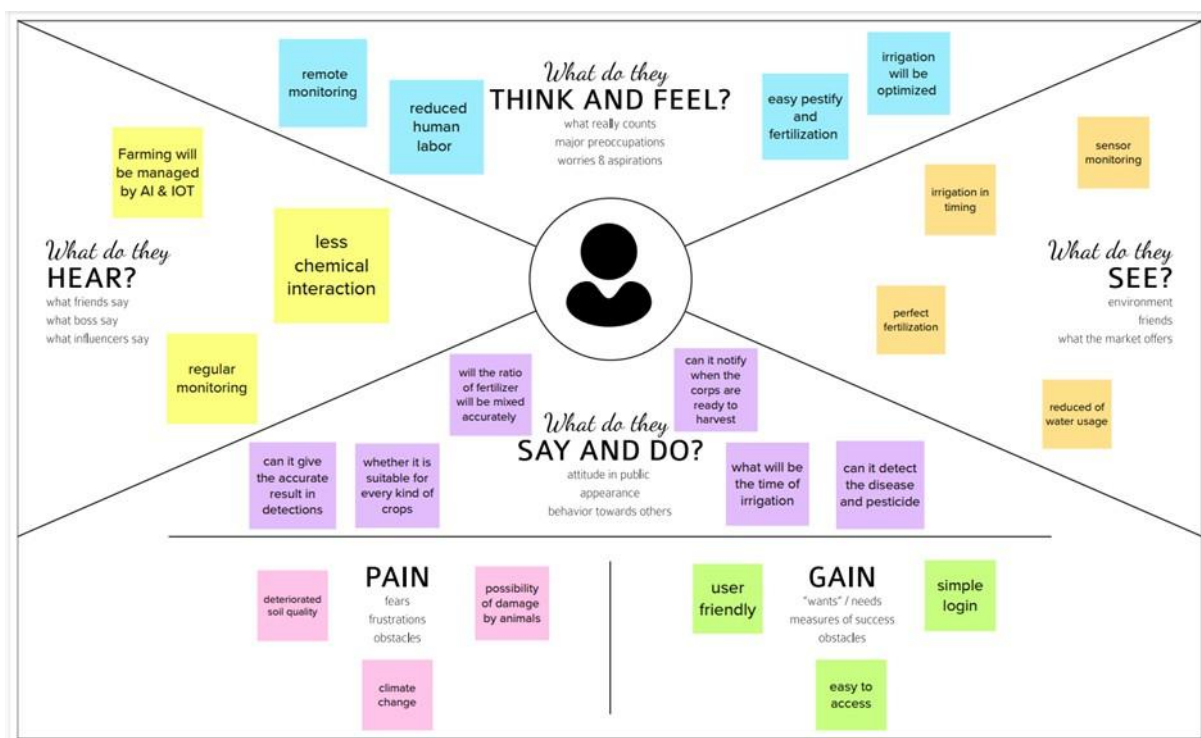 What do they
THINK AND FEEL?
what really counts
major preoccupations
worries & aspirations
remote
monitoring
reduced
human
labor
easy pestify
and
fertilization
irrigation
will be
optimized
What do they
HEAR?
what friends say
what boss say
what influencers say
Farming will
be managed
by AI & IOT
less
chemical
interaction
regular
monitoring
What do they
SEE?
environment
friends
what the market offers
sensor
monitoring
irrigation in
timing
perfect
fertilization
reduced of
water usage
What do they
SAY AND DO?
attitude in public
appearance
behavior towards others
will the ratio
of fertilizer
will be mixed
accurately
can it notify
when the
corps are
ready to
harvest
can it give
the accurate
result in
detections
whether it is
suitable for
every kind of
crops
what will be
the time of
irrigation
can it detect
the disease
and pesticide
PAIN
fears
frustrations
obstacles
deteriorated
soil quality
possibility
of damage
by animals
climate
change
GAIN
"wants" / needs
measures of success
obstacles
user
friendly
simple
login
easy to
access